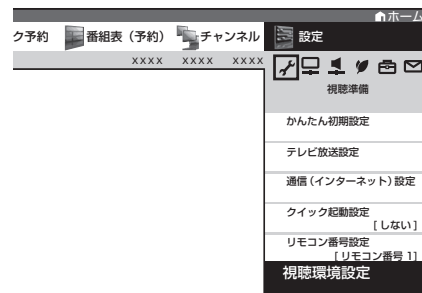 ホーム
ク予約 番組表（予約） チャンネル 設定
xxxx xxxx xxxx
視聴準備
かんたん初期設定
テレビ放送設定
通信（インターネット）設定
クイック起動設定
[しない]
リモコン番号設定
[リモコン番号 1]
視聴環境設定